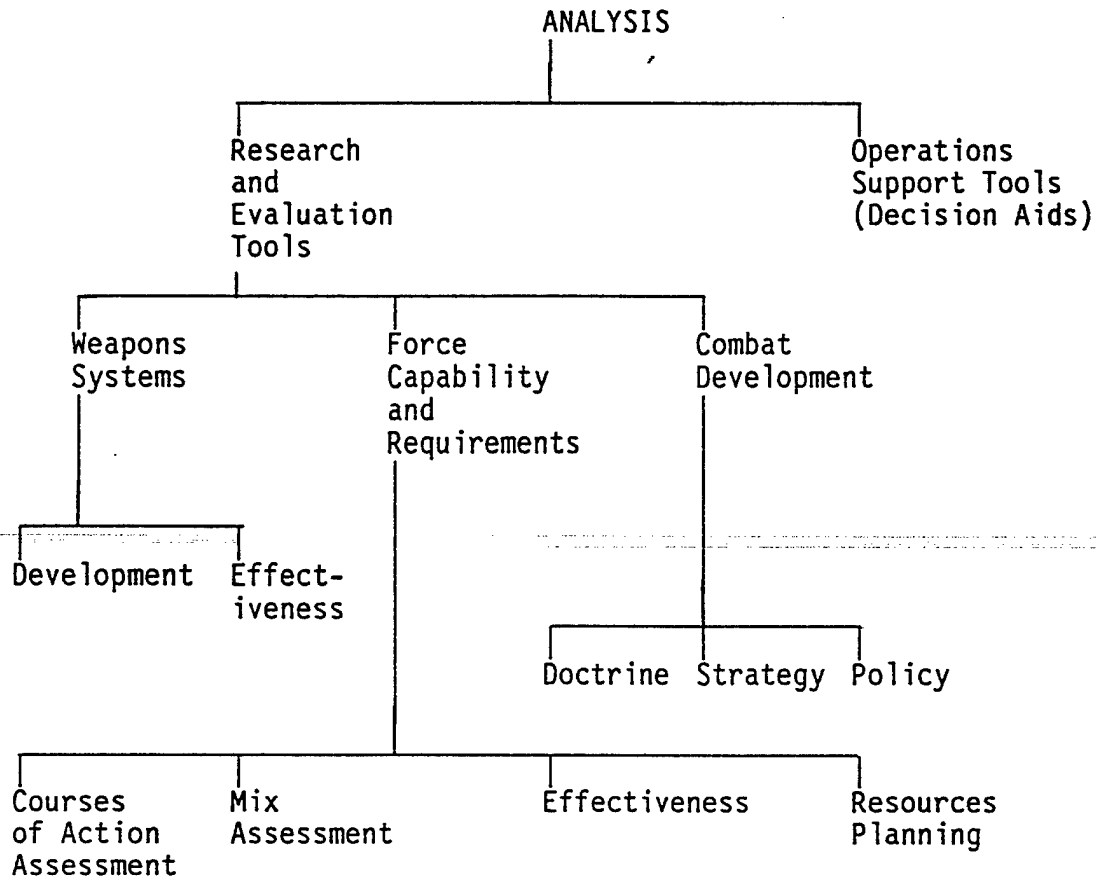 ANALYSIS
Research
and
Evaluation
Tools
Operations
Support Tools
(Decision Aids)
Weapons
Systems
Force
Capability
and
Requirements
Combat
Development
Development
Effect-
iveness
Doctrine
Strategy
Policy
Courses
of Action
Assessment
Mix
Assessment
Effectiveness
Resources
Planning